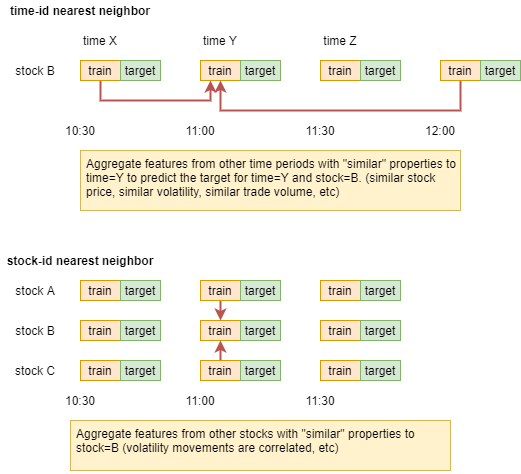 time-id nearest neighbor
time X time Y time Z
stock B train target train target train target train target
10:30 11:00 11:30 12:00
Aggregate features from other time periods with "similar" properties to
time=Y to predict the target for time=Y and stock=B. (similar stock
price, similar volatility, similar trade volume, etc)
stock-id nearest neighbor
stock A train target train target train target
stock B train target train target train target
stock C train target train target train target
10:30 11:00 11:30
Aggregate features from other stocks with "similar" properties to
stock=B (volatility movements are correlated, etc)